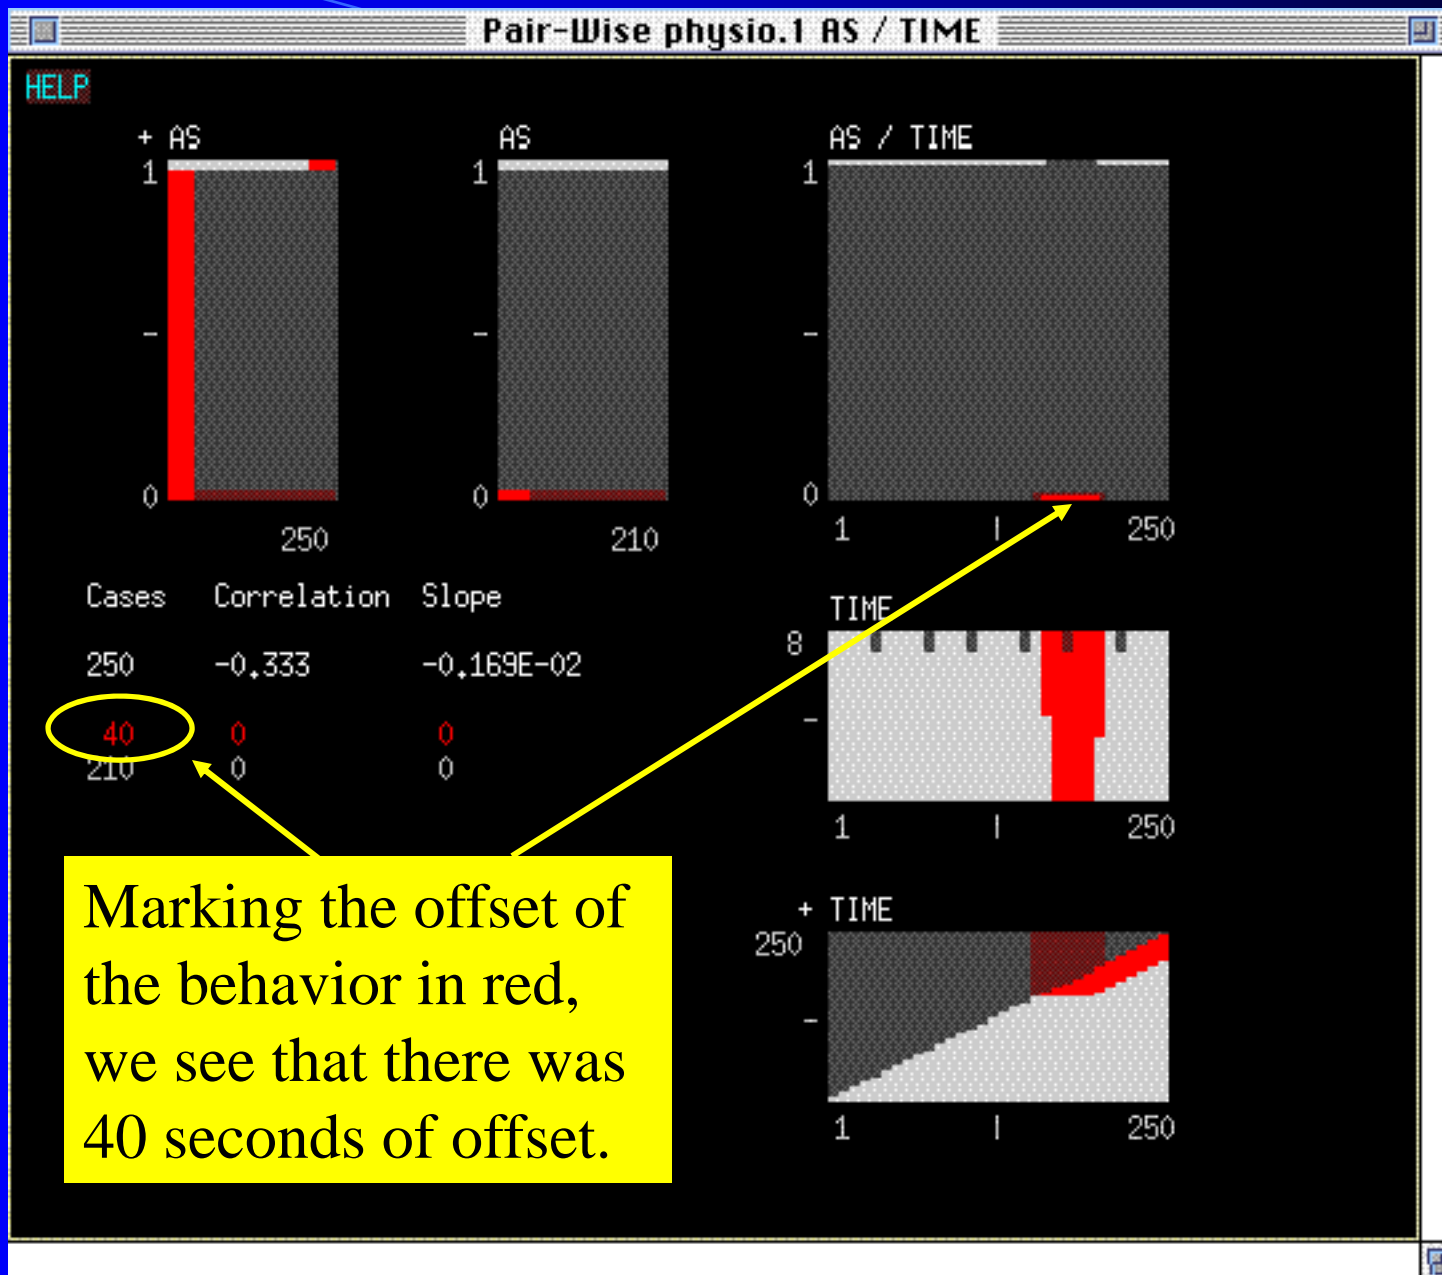 Pair-Wise physio.1 AS / TIME
HELP
+ AS
1
-
0
250
AS
1
-
0
210
AS / TIME
1
-
0
1 | 250
Cases Correlation Slope
250 -0.333 -0.169E-02
40 0 0
210 0 0
TIME
8
-
1 | 250
+ TIME
250
-
1 | 250
Marking the offset of
the behavior in red,
we see that there was
40 seconds of offset.